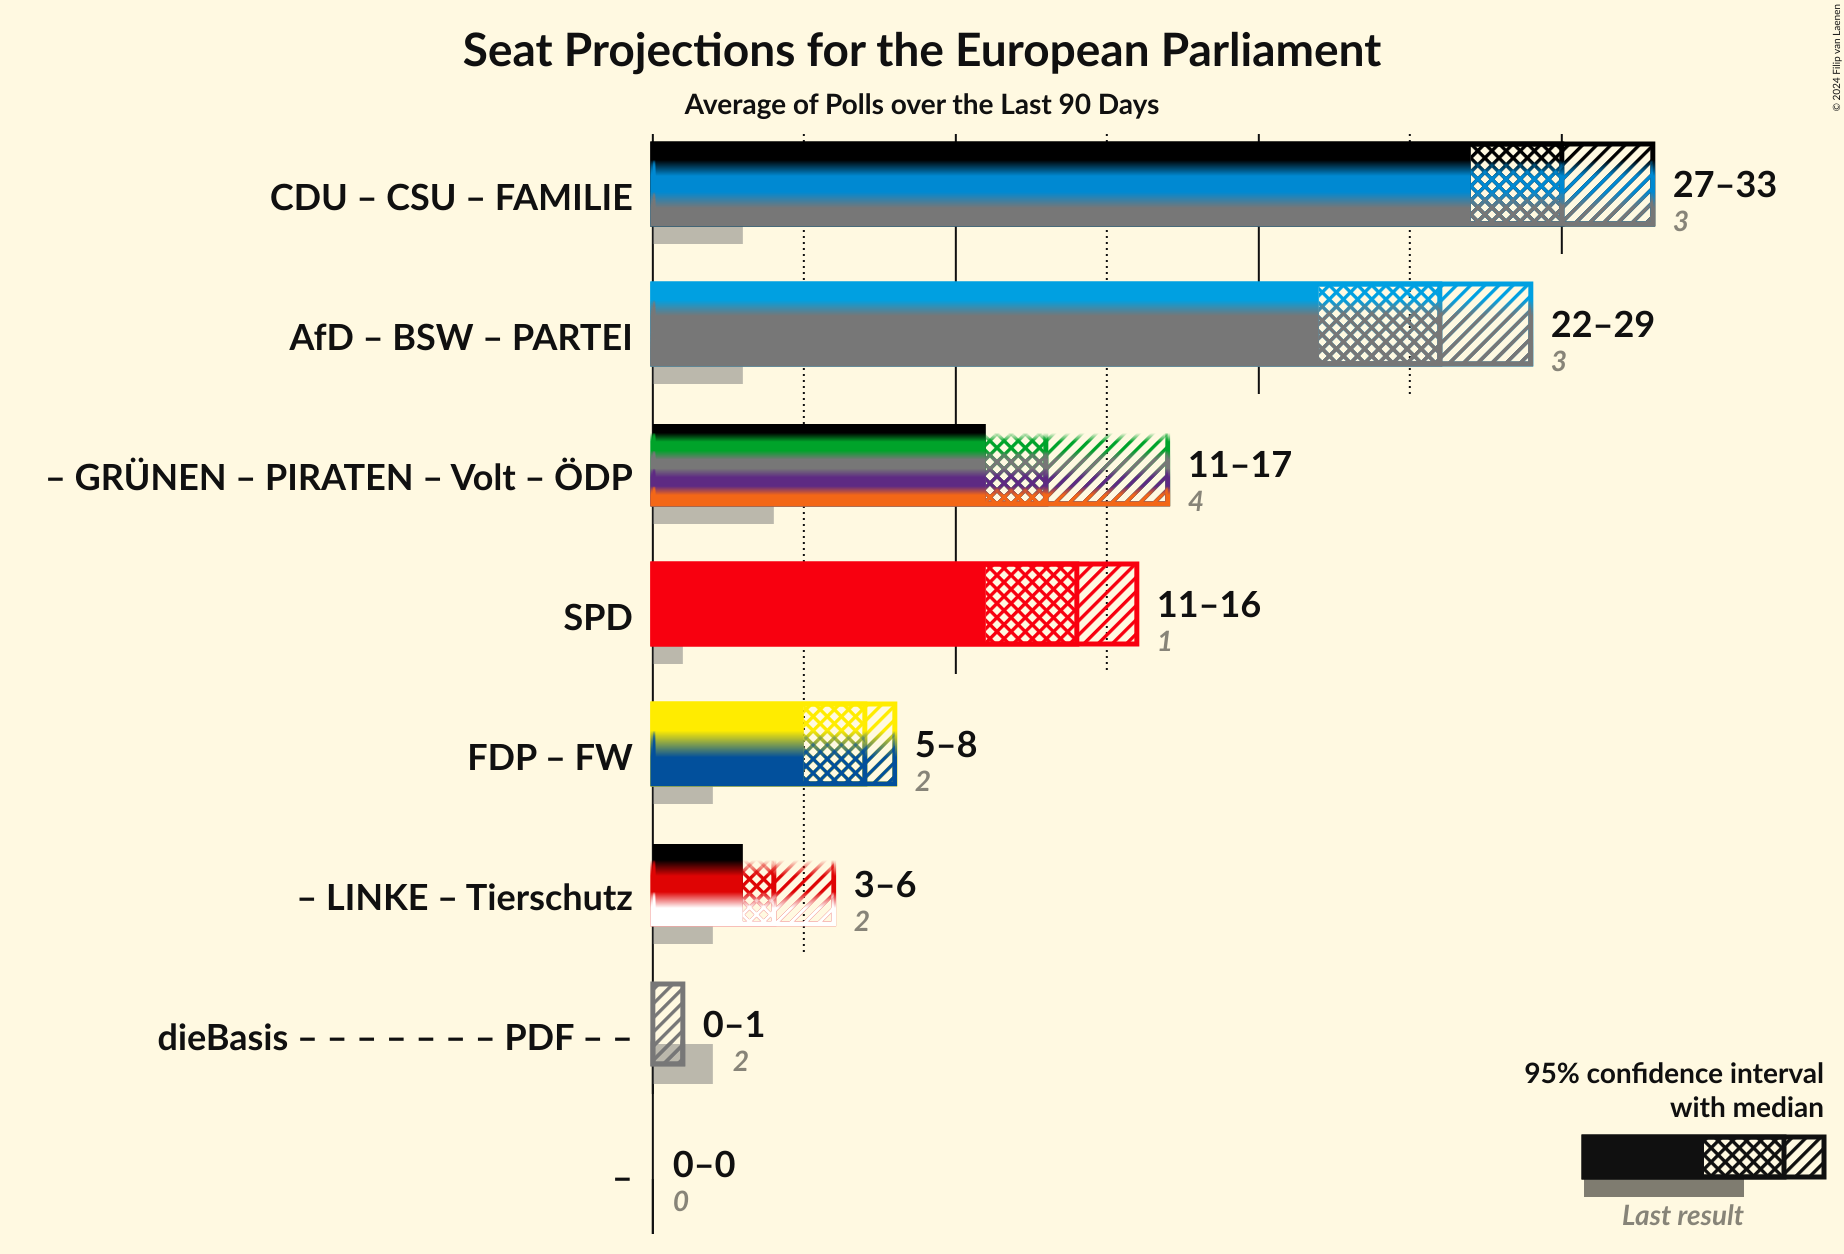 Seat Projections for the European Parliament
Average of Polls over the Last 90 Days
© 2024 Filip van Laenen
CDU – CSU – FAMILIE
27–33
3
AfD – BSW – PARTEI
22–29
3
– GRÜNEN – PIRATEN – Volt – ÖDP
11–17
4
SPD
11–16
1
FDP – FW
5–8
2
– LINKE – Tierschutz
3–6
2
dieBasis – – – – – – – PDF – –
0–1
2
–
0–0
0
95% confidence interval
with median
Last result